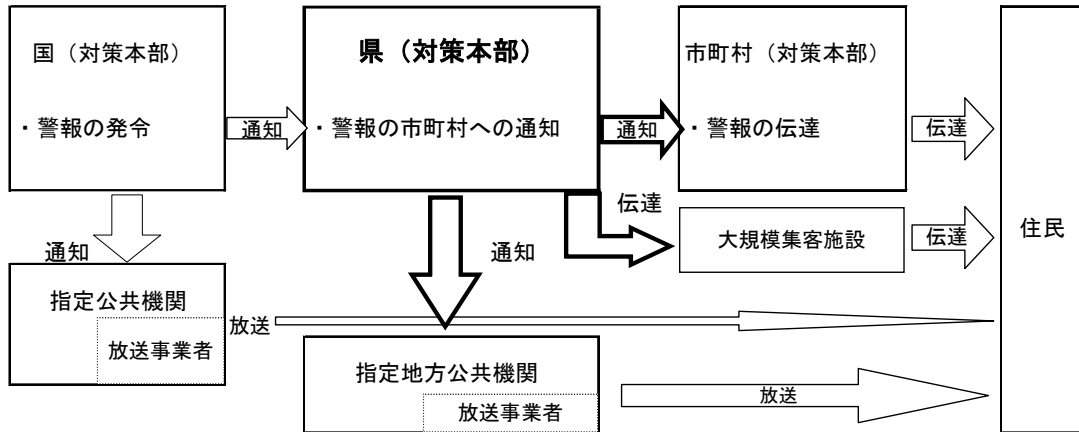 国（対策本部）
・警報の発令
通知
県（対策本部）
・警報の市町村への通知
通知
市町村（対策本部）
・警報の伝達
伝達
住民
伝達
大規模集客施設
伝達
通知
通知
指定公共機関
放送事業者
放送
指定地方公共機関
放送事業者
放送